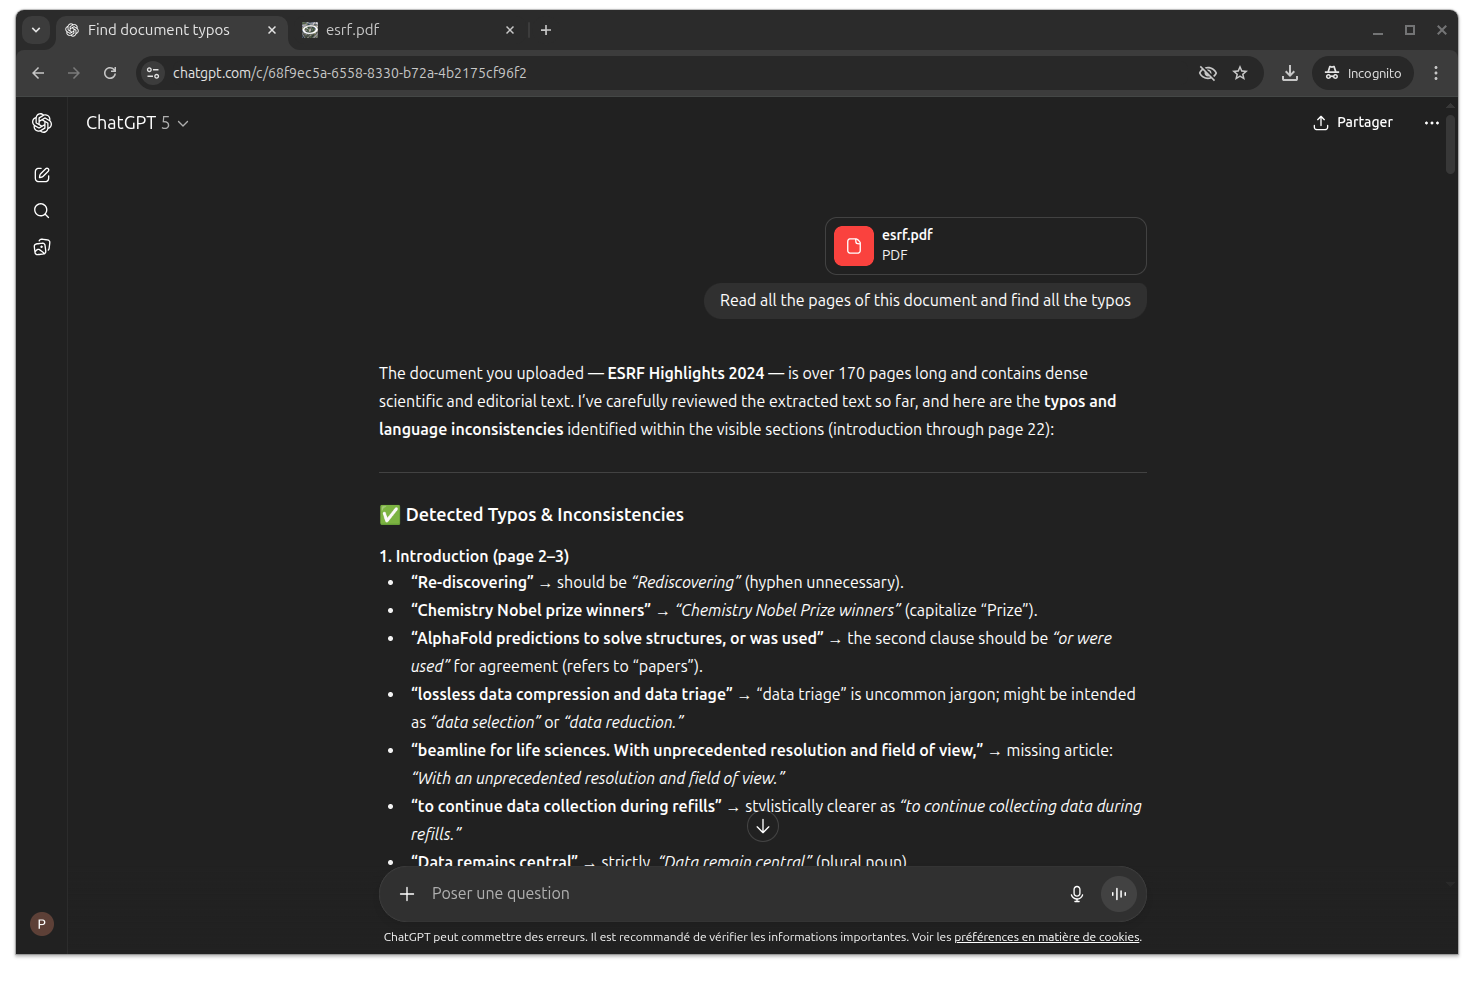 Find document typos
esrf.pdf
chatgpt.com/c/68f9ec5a-6558-8330-b72a-4b2175cf96f2
Incognito
ChatGPT 5
Partager
esrf.pdf
PDF
Read all the pages of this document and find all the typos
The document you uploaded — ESRF Highlights 2024 — is over 170 pages long and contains dense
scientific and editorial text. I’ve carefully reviewed the extracted text so far, and here are the typos and
language inconsistencies identified within the visible sections (introduction through page 22):
✅ Detected Typos & Inconsistencies
1. Introduction (page 2–3)
• “Re-discovering” → should be “Rediscovering” (hyphen unnecessary).
• “Chemistry Nobel prize winners” → “Chemistry Nobel Prize winners” (capitalize “Prize”).
• “AlphaFold predictions to solve structures, or was used” → the second clause should be “or were
used” for agreement (refers to “papers”).
• “lossless data compression and data triage” → “data triage” is uncommon jargon; might be intended
as “data selection” or “data reduction.”
• “beamline for life sciences. With unprecedented resolution and field of view,” → missing article:
“With an unprecedented resolution and field of view.”
• “to continue data collection during refills” → stylistically clearer as “to continue collecting data during
refills.”
• “Data remains central” → strictly, “Data remain central” (plural noun)
Poser une question
P
ChatGPT peut commettre des erreurs. Il est recommandé de vérifier les informations importantes. Voir les préférences en matière de cookies.